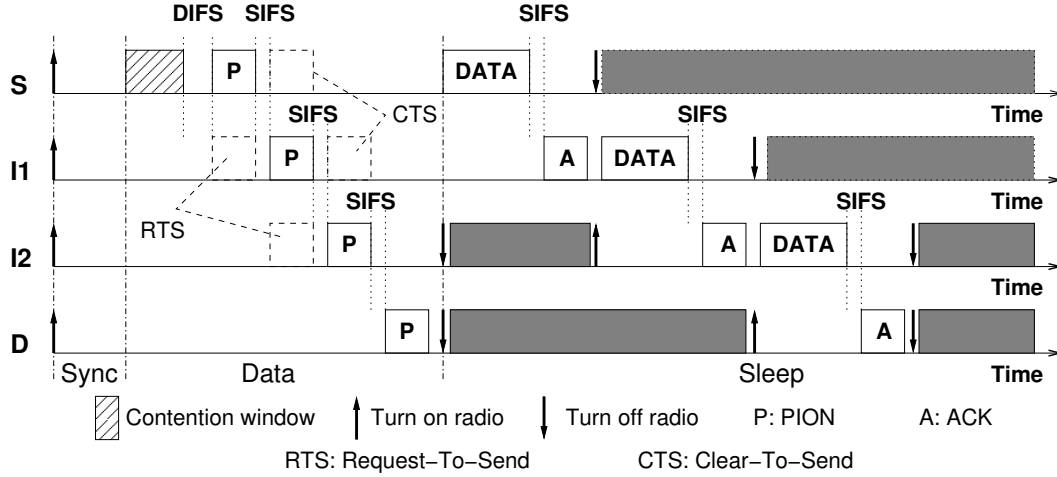 DIFS SIFS SIFS
S P DATA
Time
SIFS CTS SIFS
I1 P A DATA
Time
RTS SIFS SIFS
I2 P A DATA
Time
D P A
Sync Data Sleep Time
Contention window Turn on radio Turn off radio P: PION A: ACK
RTS: Request−To−Send CTS: Clear−To−Send